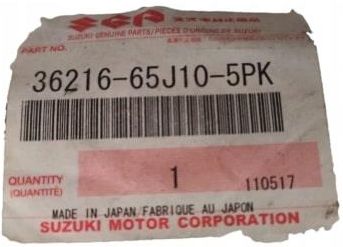 SUZUKI GENUINE PARTS/PIÈCES D'ORIGINE SUZUKI
PART NO.
36216-65J10-5PK
QUANTITY
(QUANTITÉ)
1
110517
MADE IN JAPAN/FABRIQUE AU JAPON
SUZUKI MOTOR CORPORATION